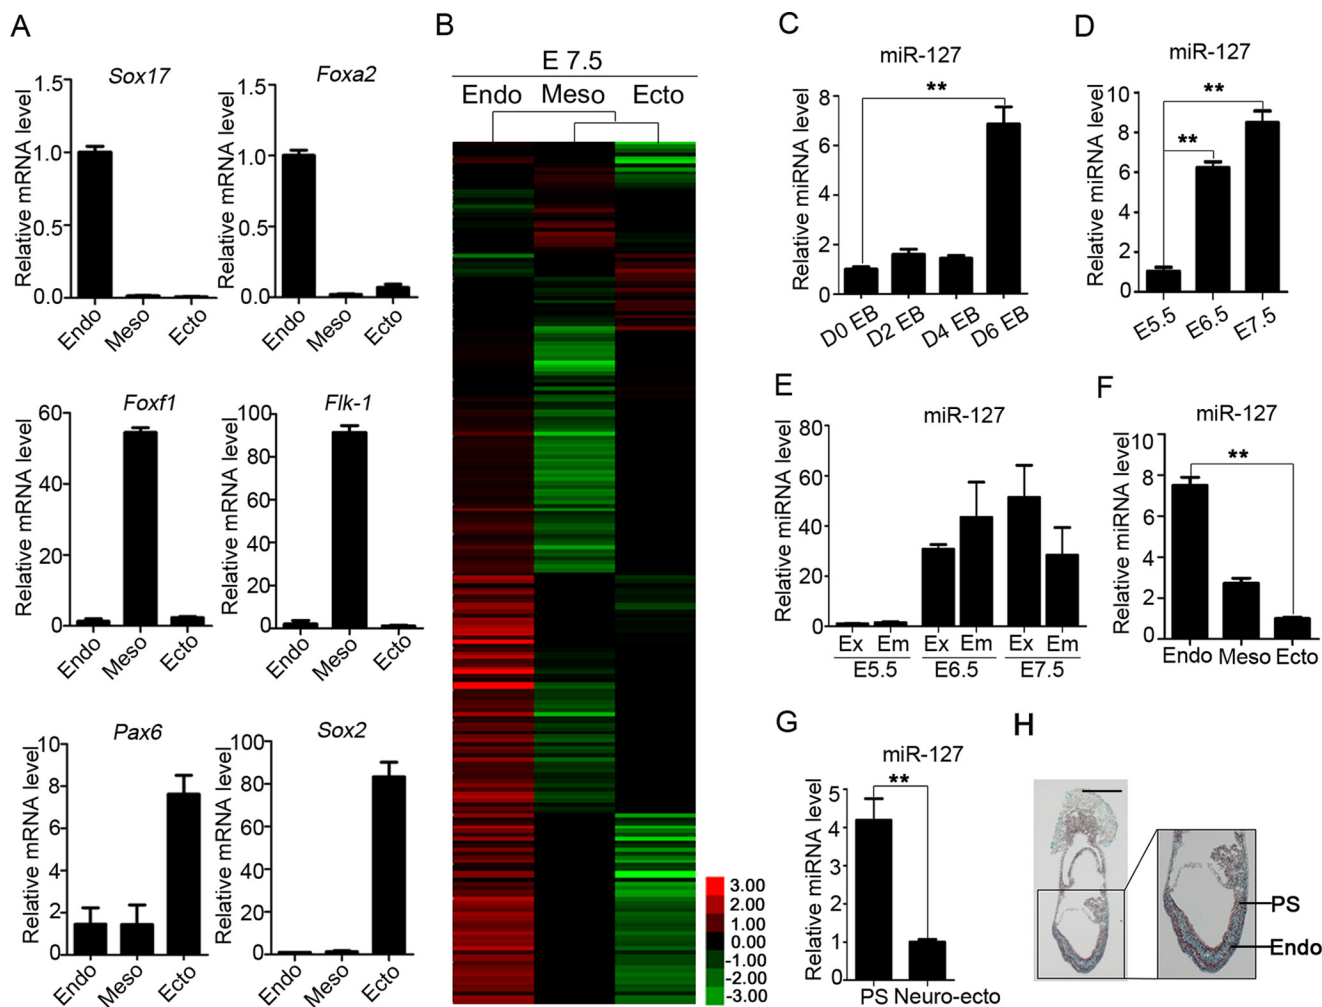 A
Sox17
Relative mRNA level
1.5
1.0
0.5
0.0
Endo
Meso
Ecto
Foxa2
Relative mRNA level
1.5
1.0
0.5
0.0
Endo
Meso
Ecto
Foxf1
Relative mRNA level
60
40
20
0
Endo
Meso
Ecto
Flk-1
Relative mRNA level
100
80
60
40
20
0
Endo
Meso
Ecto
Pax6
Relative mRNA level
10
8
6
4
2
0
Endo
Meso
Ecto
Sox2
Relative mRNA level
100
80
60
40
20
0
Endo
Meso
Ecto
B
E 7.5
Endo Meso Ecto
3.00
2.00
1.00
0.00
-1.00
-2.00
-3.00
C
miR-127
**
Relative miRNA level
8
6
4
2
0
D0 EB
D2 EB
D4 EB
D6 EB
D
miR-127
**
**
Relative miRNA level
10
8
6
4
2
0
E5.5
E6.5
E7.5
E
miR-127
Relative miRNA level
80
60
40
20
0
Ex Em Ex Em Ex Em
E5.5 E6.5 E7.5
F
miR-127
**
Relative miRNA level
10
8
6
4
2
0
Endo Meso Ecto
G
miR-127
**
Relative miRNA level
5
4
3
2
1
0
PS Neuro-ecto
H
PS
Endo